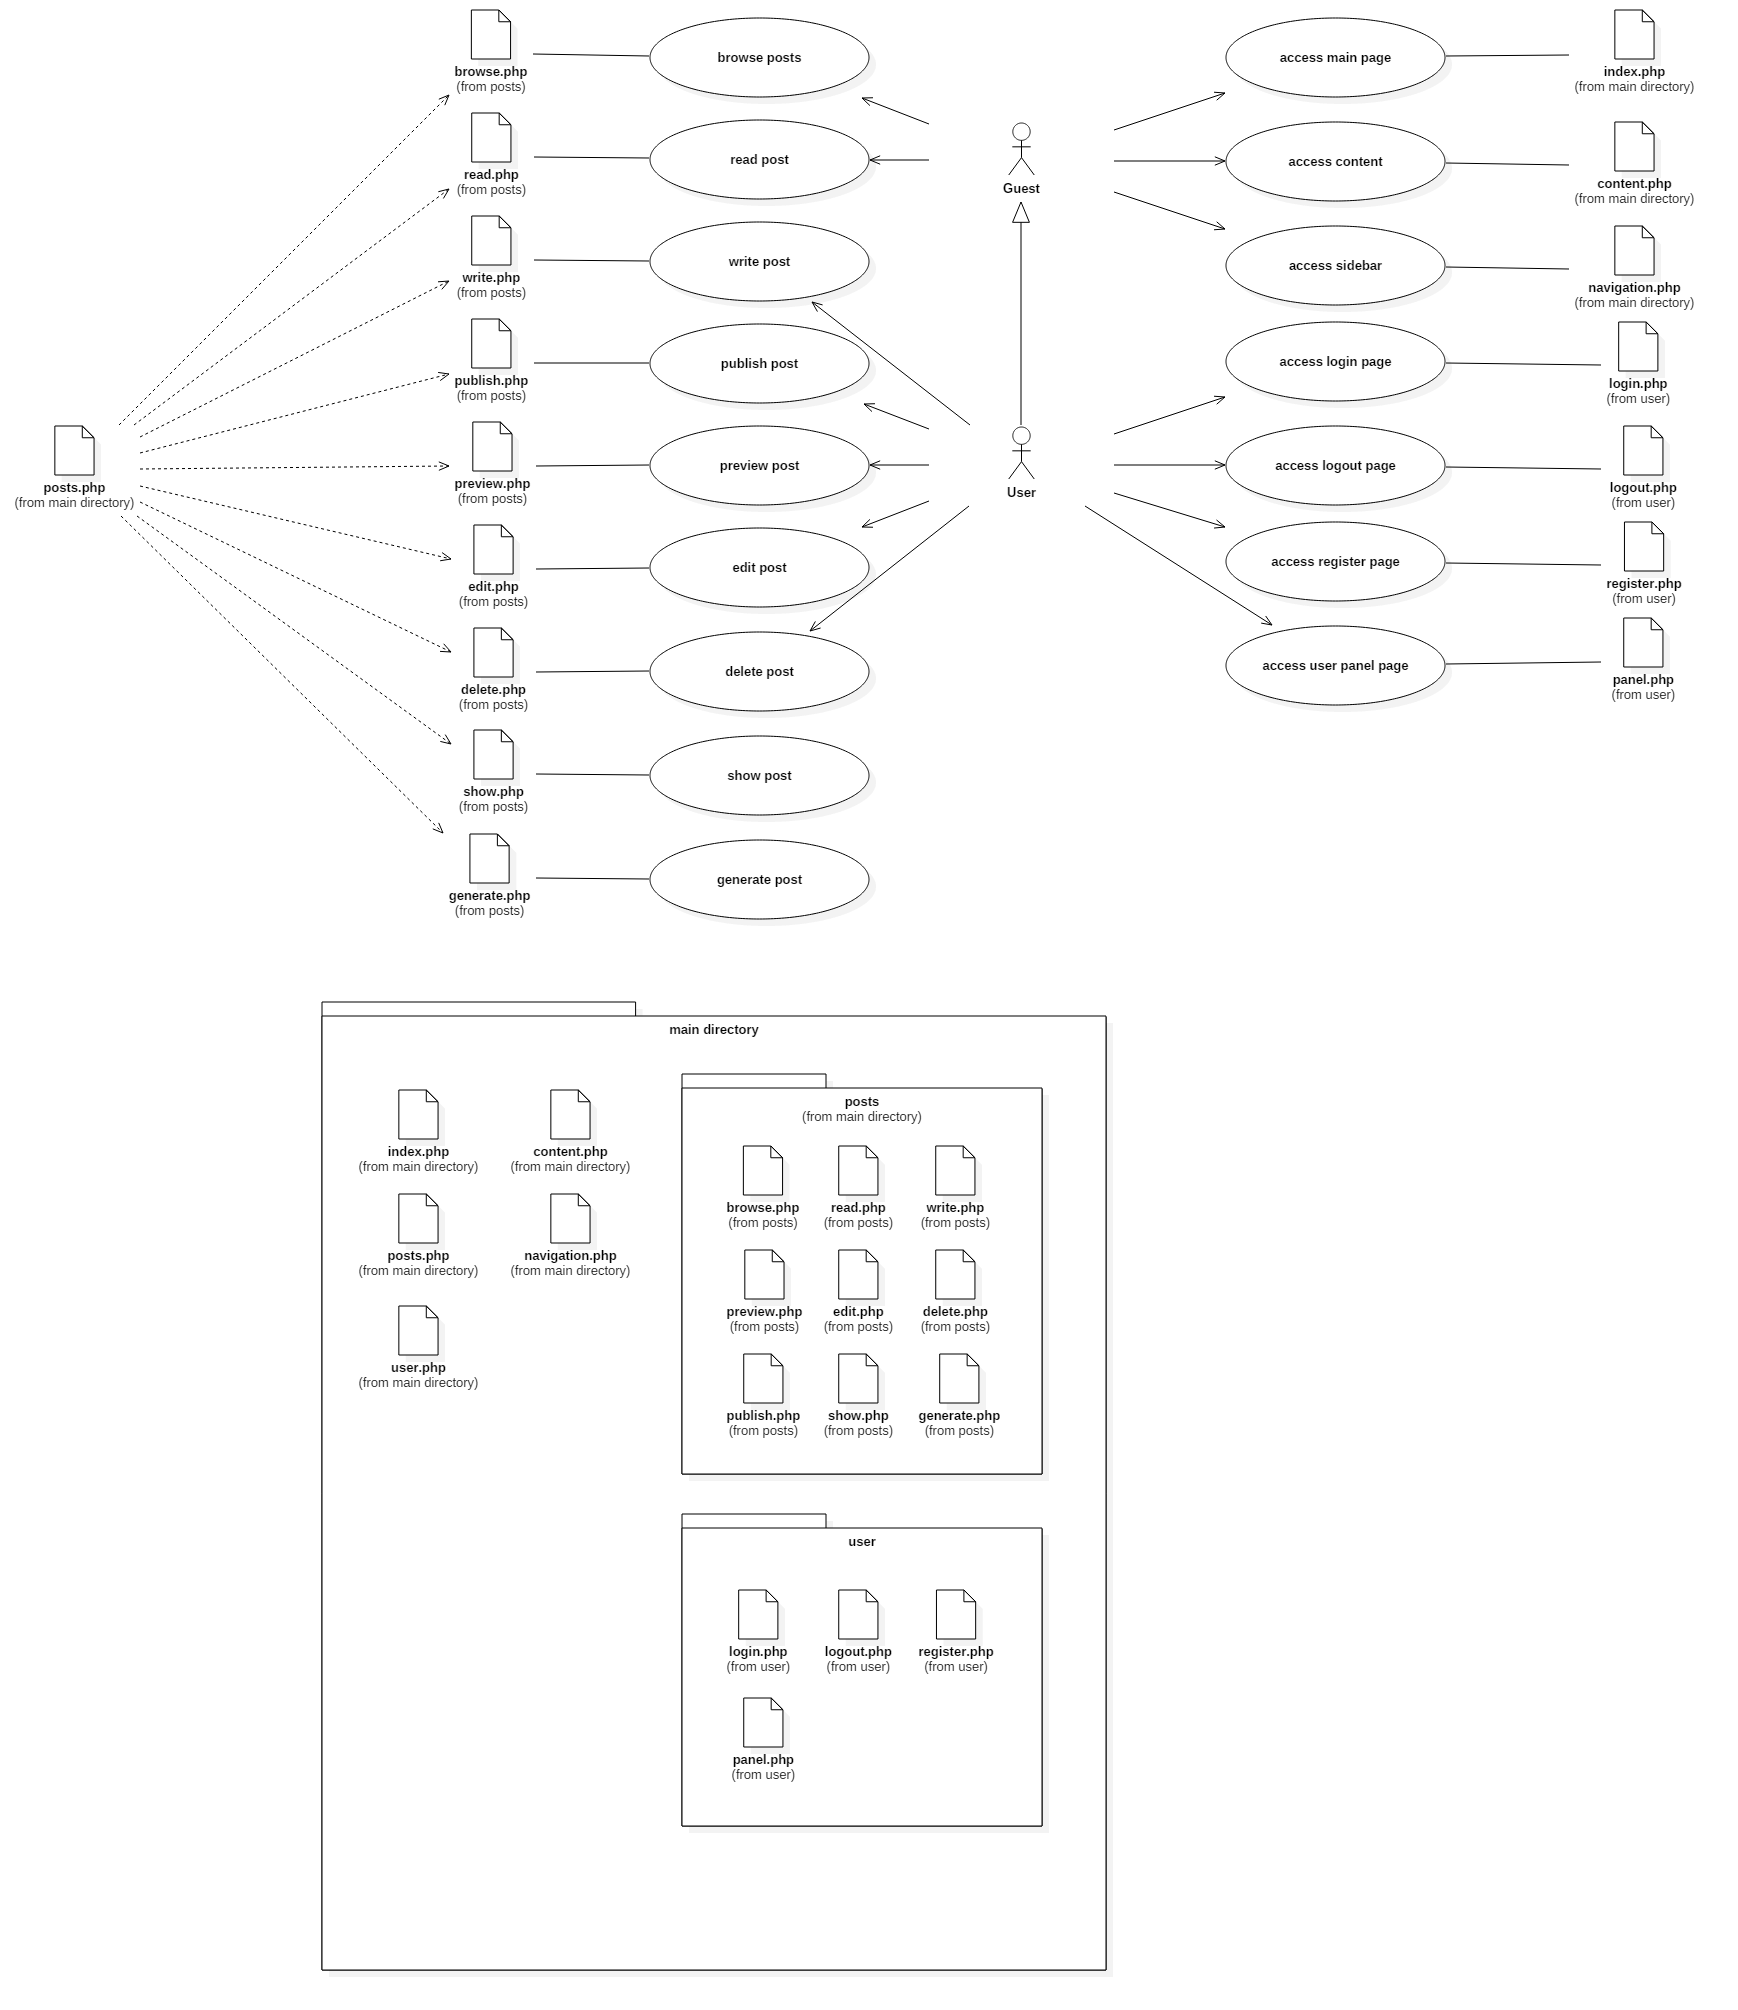 browse.php
(from posts)
browse posts
access main page
index.php
(from main directory)
read.php
(from posts)
read post
Guest
access content
content.php
(from main directory)
write.php
(from posts)
write post
access sidebar
navigation.php
(from main directory)
publish.php
(from posts)
publish post
access login page
login.php
(from user)
posts.php
(from main directory)
preview.php
(from posts)
preview post
User
access logout page
logout.php
(from user)
edit.php
(from posts)
edit post
access register page
register.php
(from user)
delete.php
(from posts)
delete post
access user panel page
panel.php
(from user)
show.php
(from posts)
show post
generate.php
(from posts)
generate post
main directory
index.php
(from main directory)
content.php
(from main directory)
posts.php
(from main directory)
navigation.php
(from main directory)
user.php
(from main directory)
posts
(from main directory)
browse.php
(from posts)
read.php
(from posts)
write.php
(from posts)
preview.php
(from posts)
edit.php
(from posts)
delete.php
(from posts)
publish.php
(from posts)
show.php
(from posts)
generate.php
(from posts)
user
login.php
(from user)
logout.php
(from user)
register.php
(from user)
panel.php
(from user)